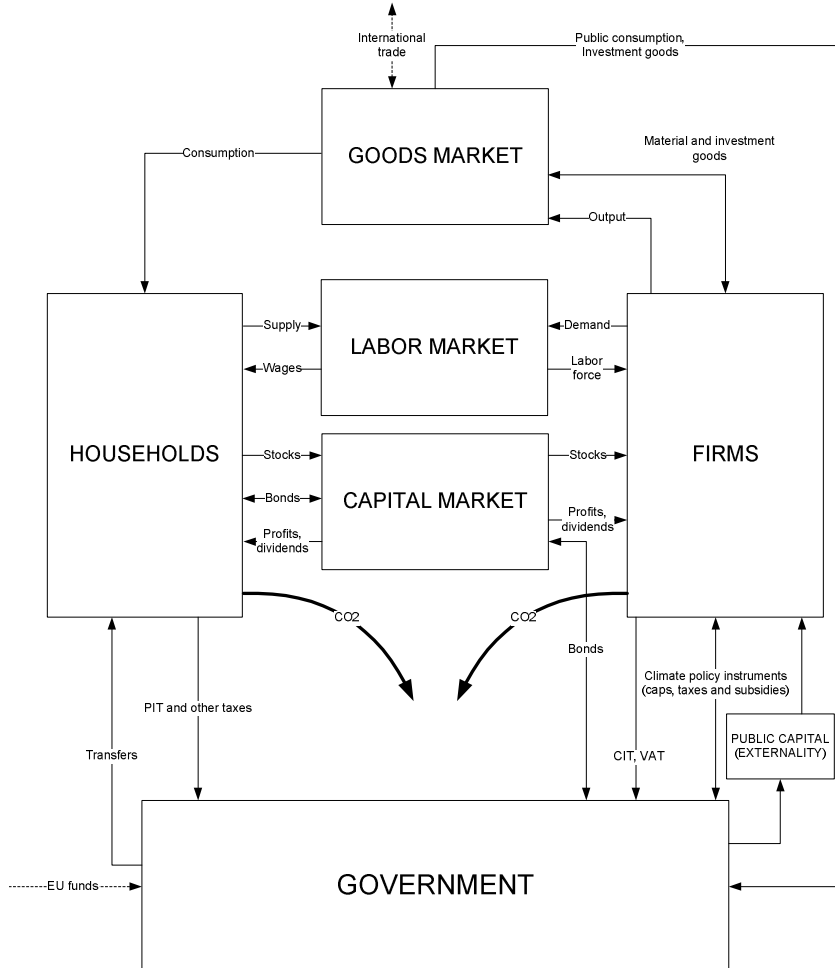 International
trade
Public consumption,
Investment goods
GOODS MARKET
Consumption
Material and investment
goods
Output
LABOR MARKET
Supply
Wages
Demand
Labor
force
HOUSEHOLDS
FIRMS
CAPITAL MARKET
Stocks
Bonds
Profits,
dividends
Stocks
Profits,
dividends
CO2
CO2
Bonds
Climate policy instruments
(caps, taxes and subsidies)
PIT and other taxes
Transfers
CIT, VAT
PUBLIC CAPITAL
(EXTERNALITY)
GOVERNMENT
EU funds